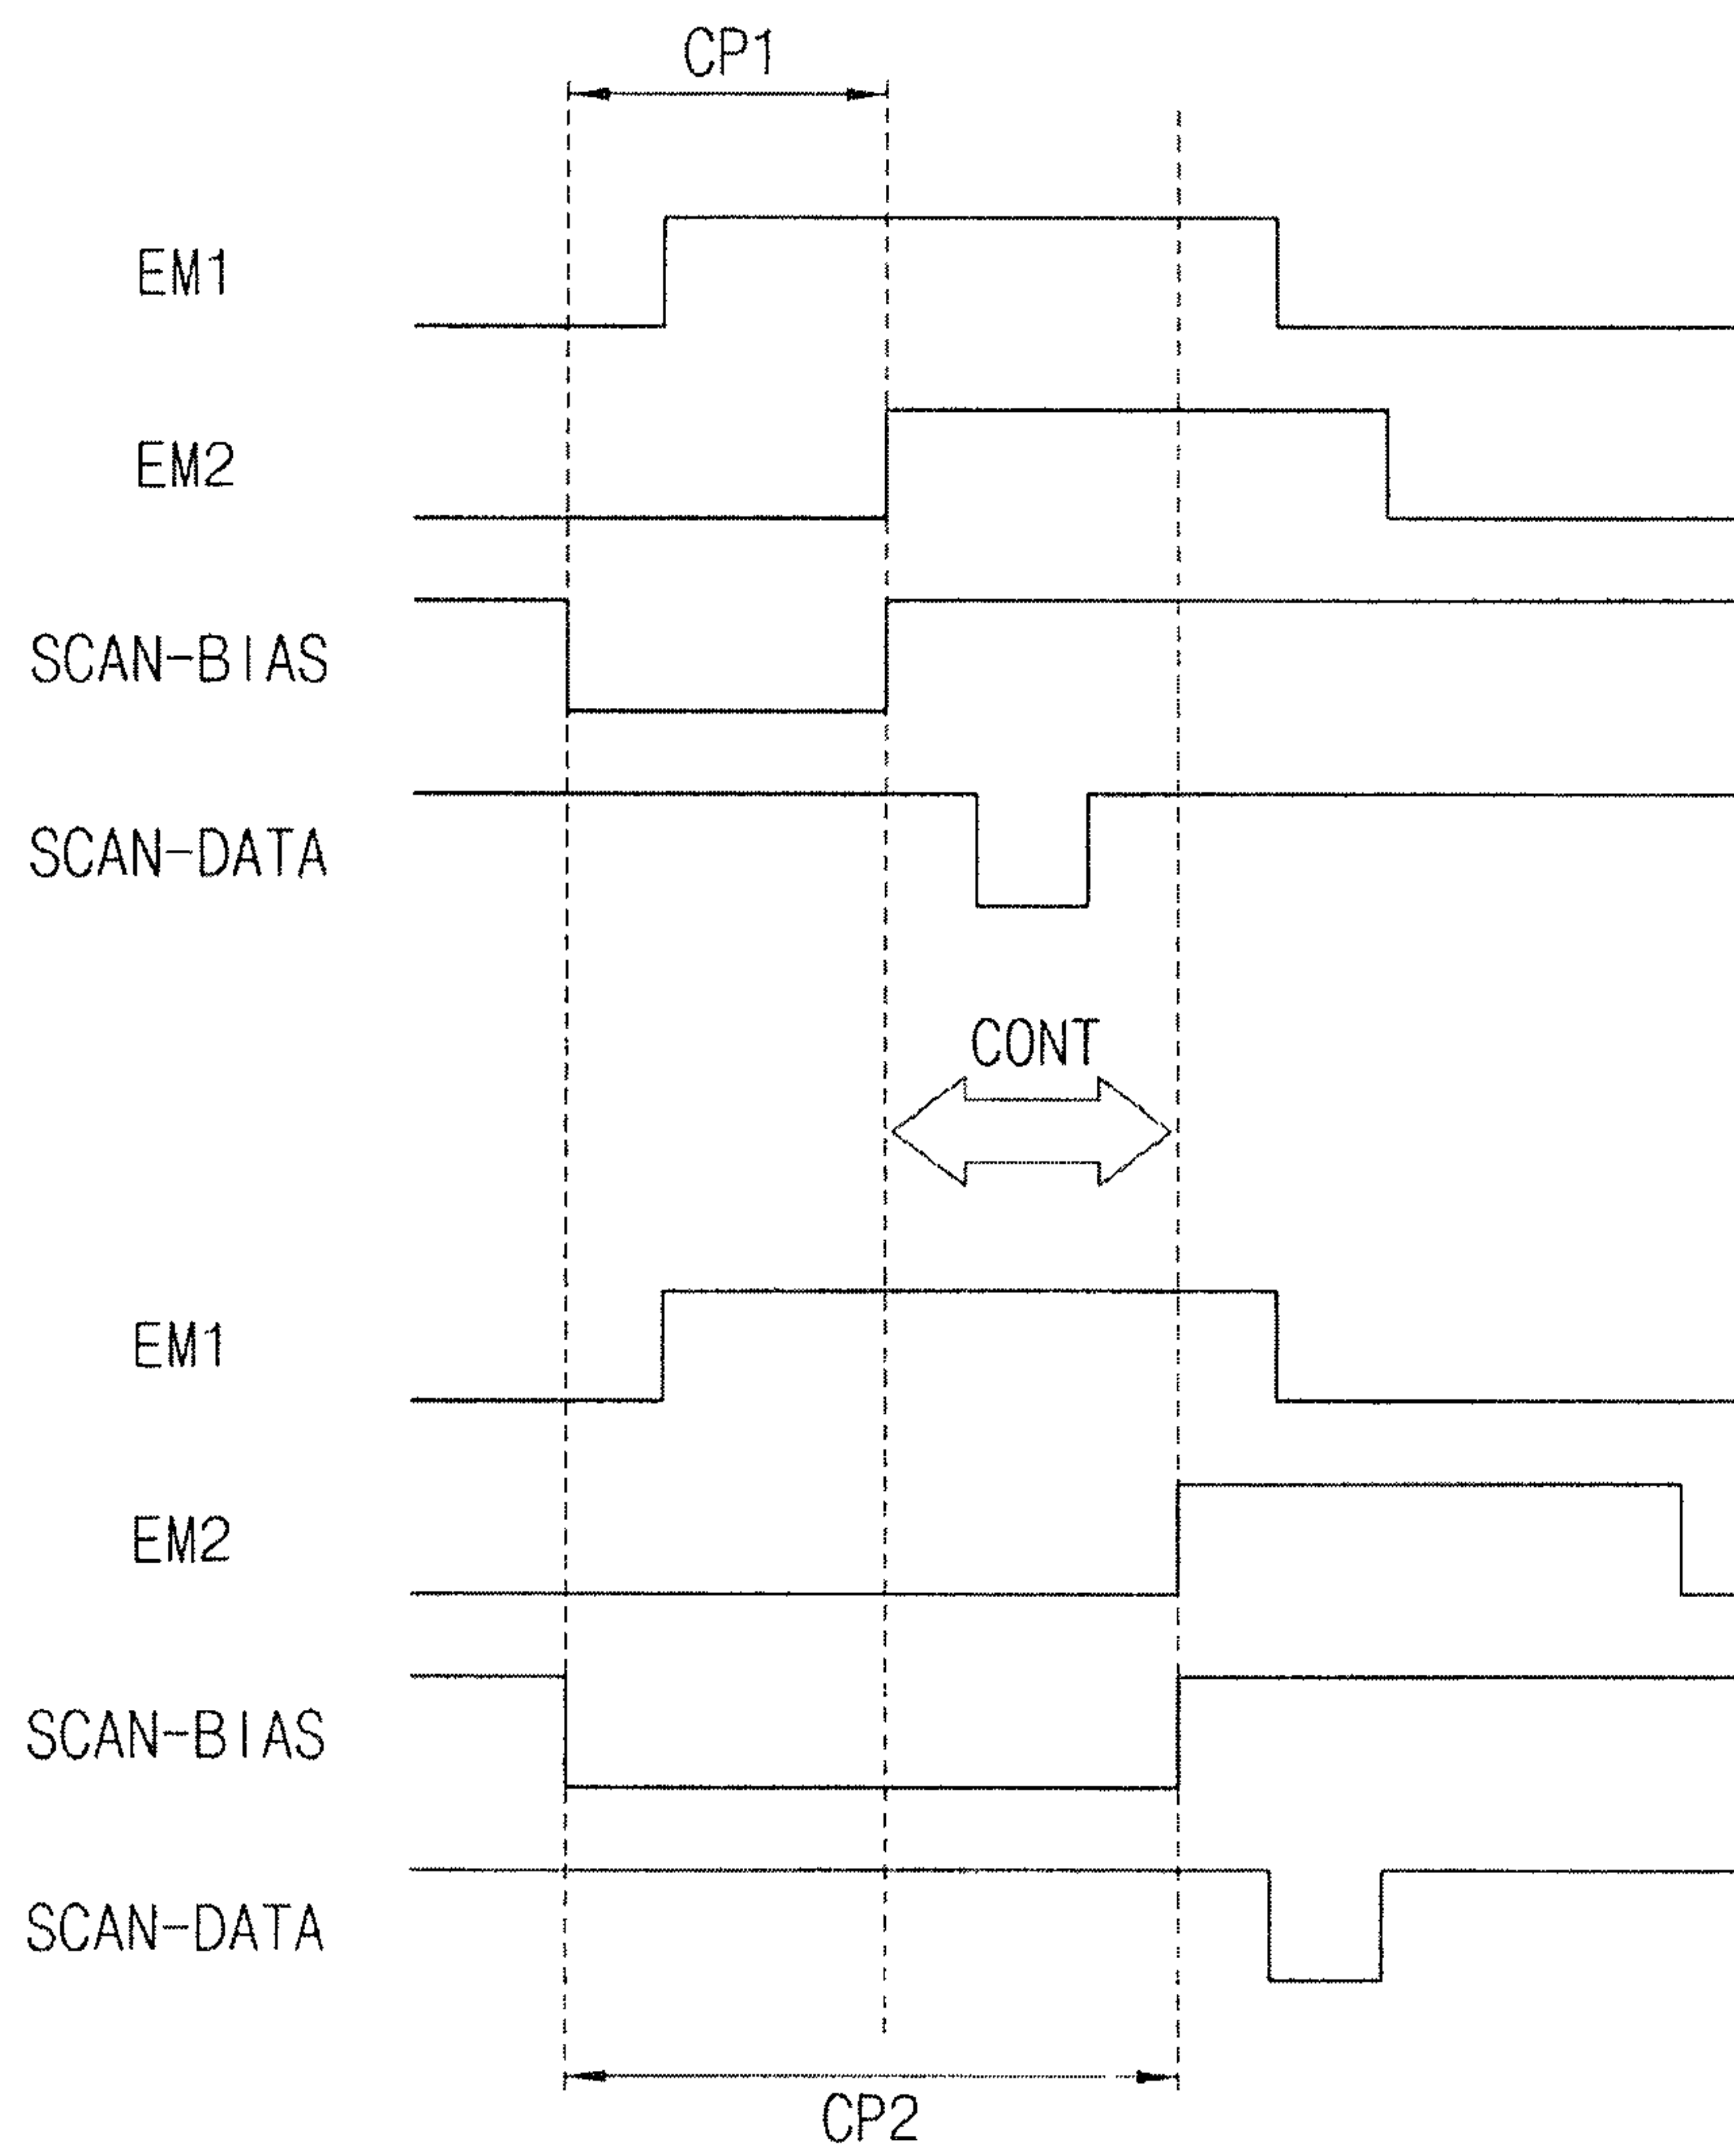 CP1
EM1
EM2
SCAN-BIAS
SCAN-DATA
CONT
EM1
EM2
SCAN-BIAS
SCAN-DATA
CP2